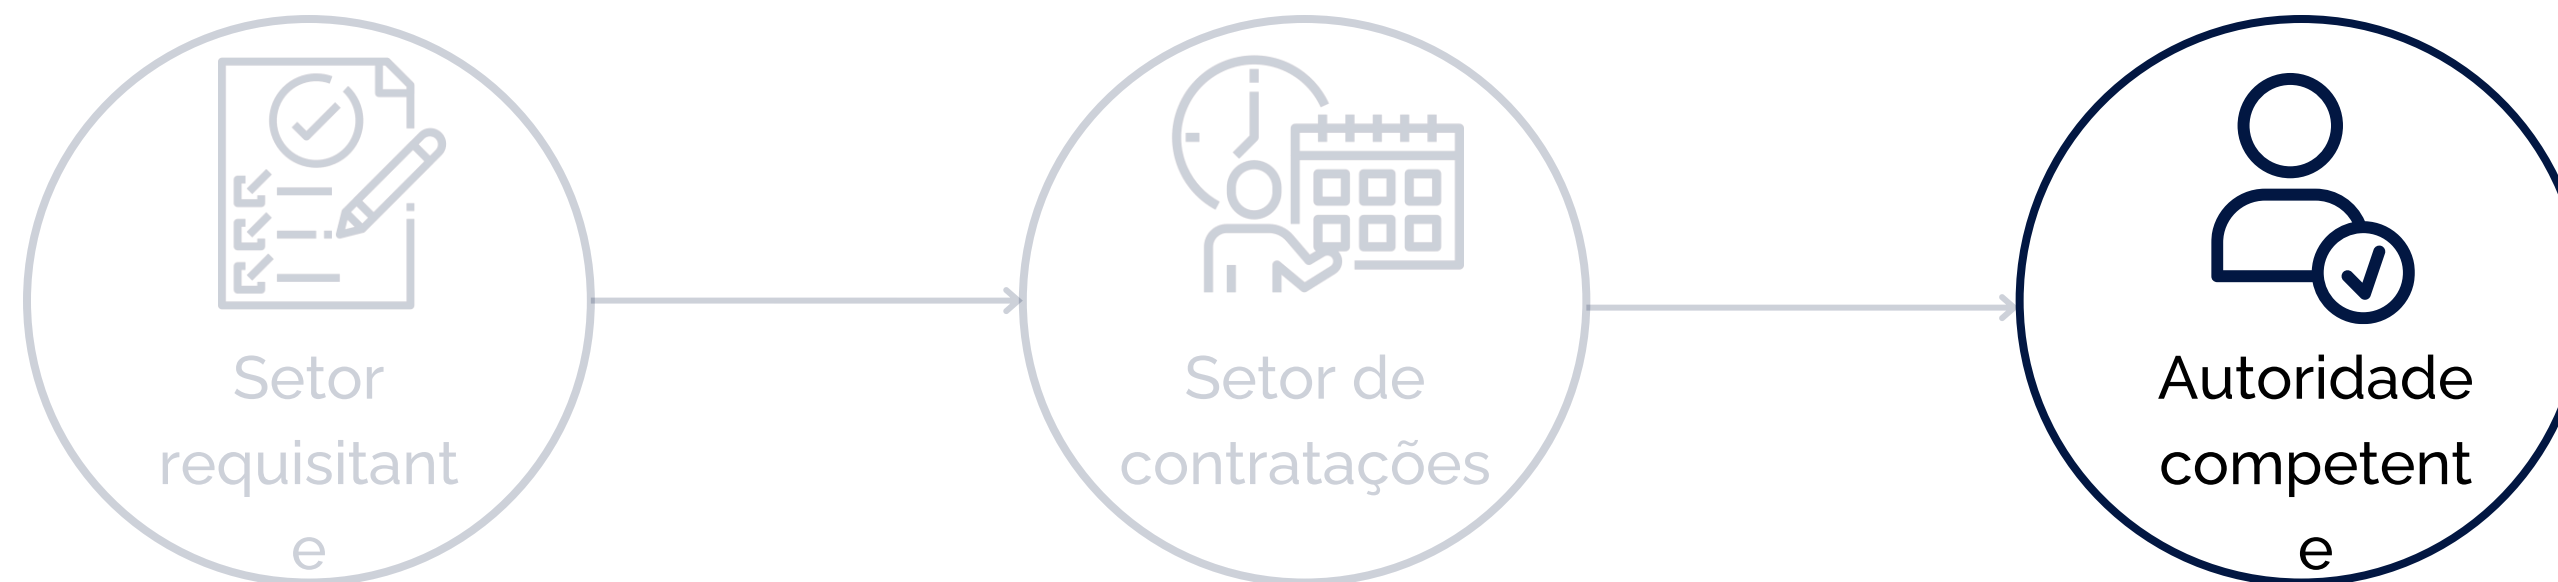 Setor
requisitant
e
Setor de
contratações
Autoridade
competent
e